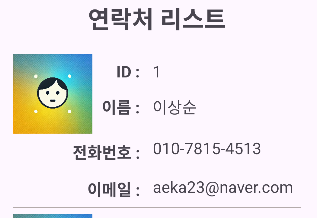 연락처 리스트
ID : 1
이름 : 이상순
전화번호 : 010-7815-4513
이메일 : aeka23@naver.com